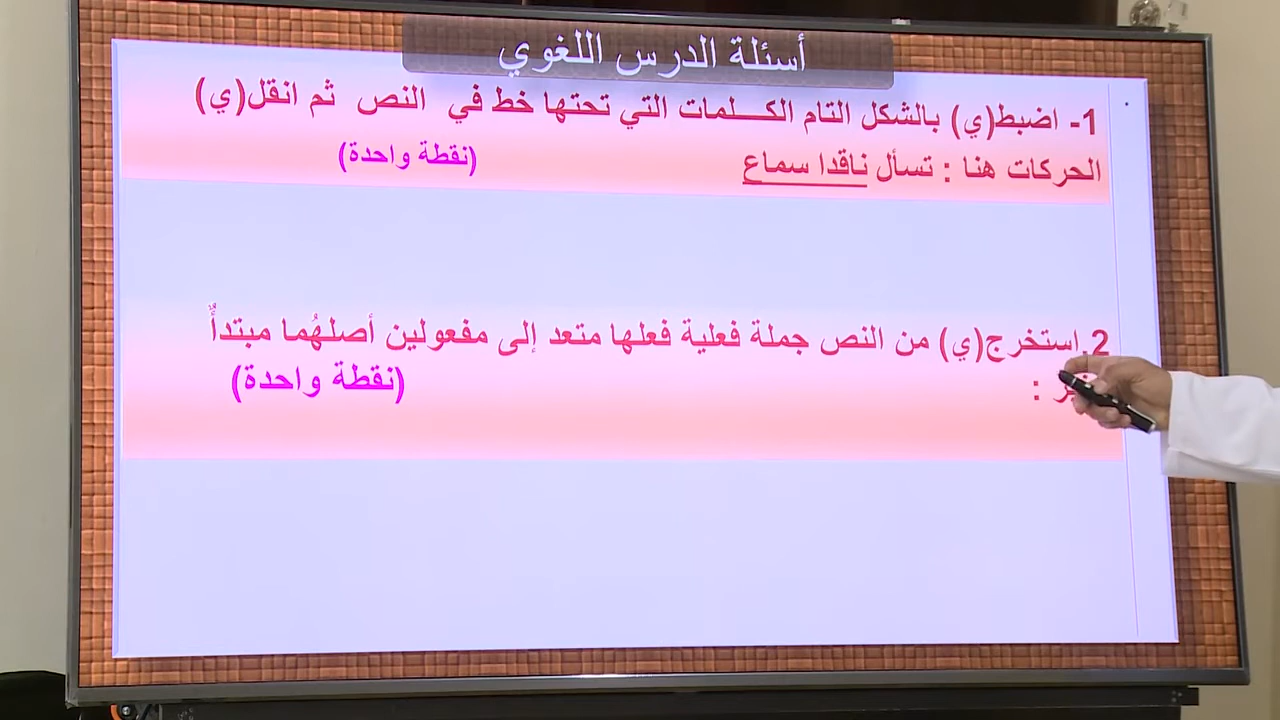 أسئلة الدرس اللغوي
1- اضبط(ي) بالشكل التام الكـــلمات التي تحتها خط في النص ثم انقل(ي)
الحركات هنا : تسأل ناقدا سماع (نقطة واحدة)
2.استخرج(ي) من النص جملة فعلية فعلها متعد إلى مفعولين أصلهُما مبتدأٌ
: (نقطة واحدة)